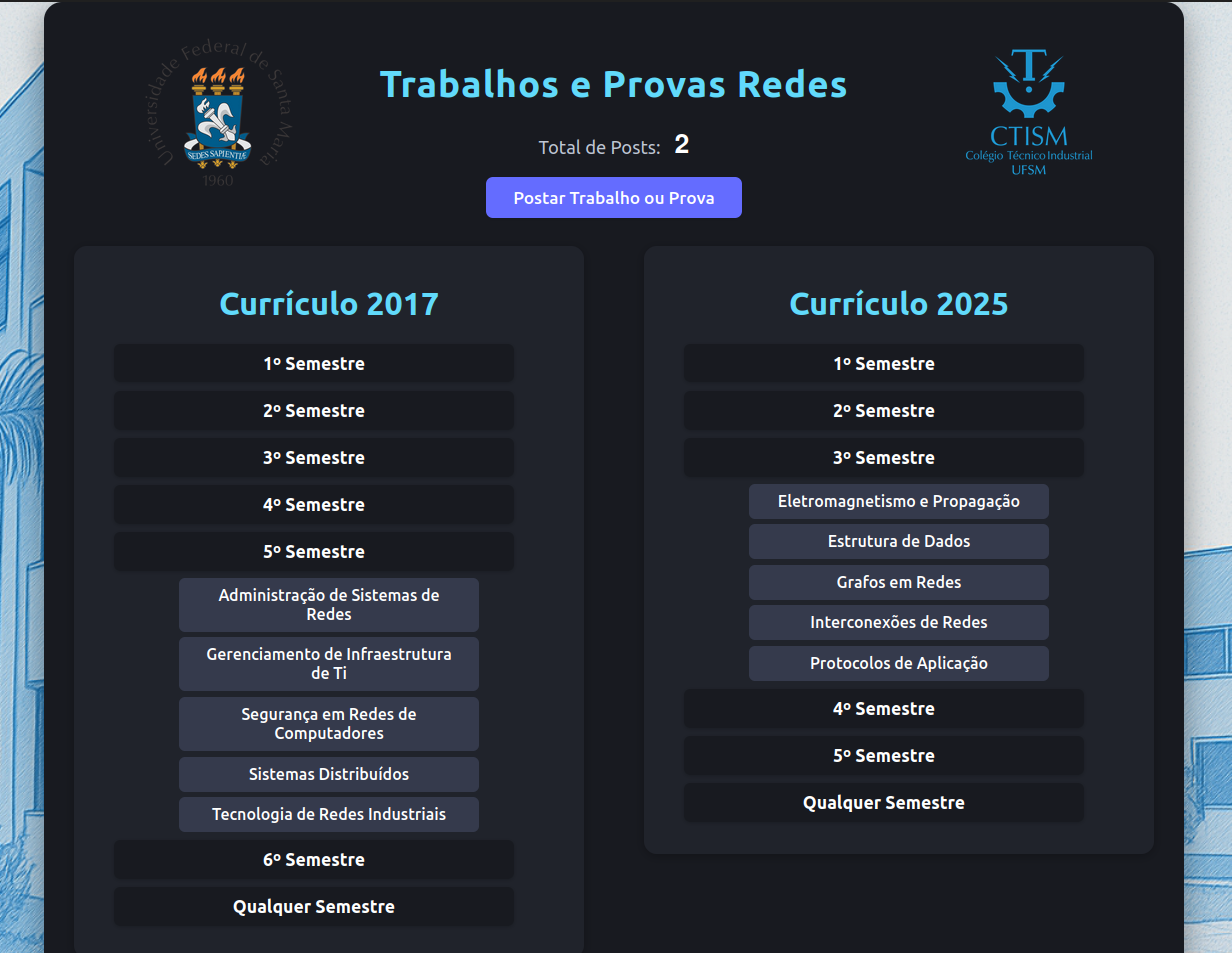 Universidade Federal de Santa Maria
SEDES SAPIENTIÆ
1960
Trabalhos e Provas Redes
Total de Posts: 2
Postar Trabalho ou Prova
CTISM
Colégio Técnico Industrial
UFSM
Currículo 2017
1º Semestre
2º Semestre
3º Semestre
4º Semestre
5º Semestre
Administração de Sistemas de
Redes
Gerenciamento de Infraestrutura
de Ti
Segurança em Redes de
Computadores
Sistemas Distribuídos
Tecnologia de Redes Industriais
6º Semestre
Qualquer Semestre
Currículo 2025
1º Semestre
2º Semestre
3º Semestre
Eletromagnetismo e Propagação
Estrutura de Dados
Grafos em Redes
Interconexões de Redes
Protocolos de Aplicação
4º Semestre
5º Semestre
Qualquer Semestre